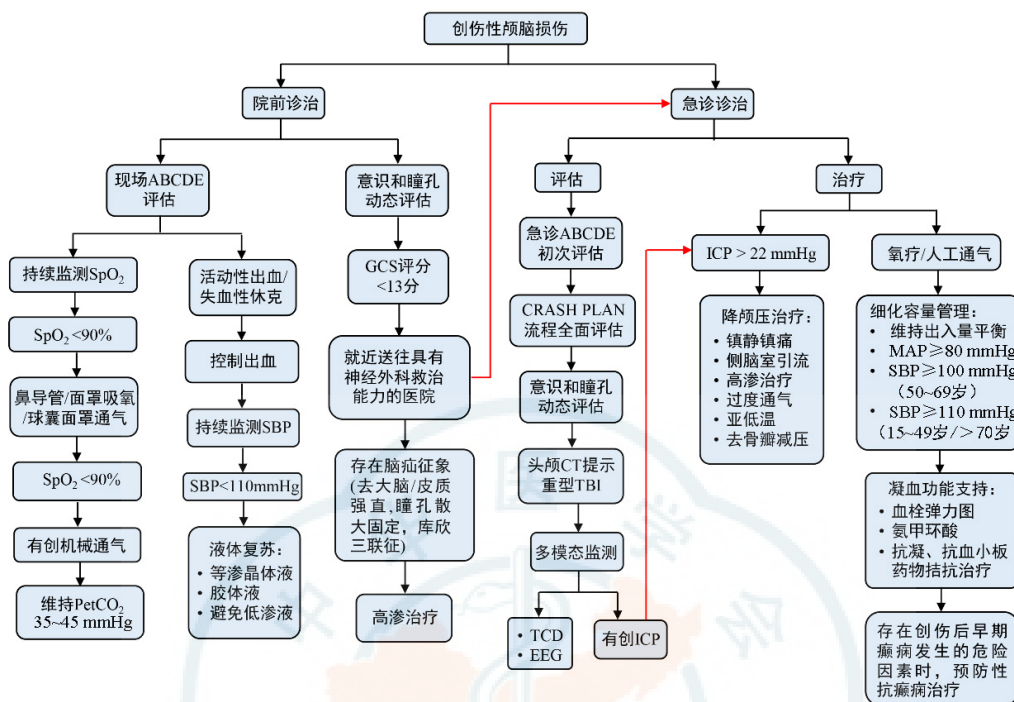 创伤性颅脑损伤
院前诊治
急诊诊治
现场ABCDE
评估
意识和瞳孔
动态评估
评估
治疗
持续监测SpO₂
活动性出血/
失血性休克
GCS评分
<13分
急诊ABCDE
初次评估
ICP > 22 mmHg
氧疗/人工通气
SpO₂ <90%
控制出血
就近送往具有
神经外科救治
能力的医院
CRASH PLAN
流程全面评估
降颅压治疗：
• 镇静镇痛
• 侧脑室引流
• 高渗治疗
• 过度通气
• 亚低温
• 去骨瓣减压
细化容量管理：
• 维持出入量平衡
• MAP≥80 mmHg
• SBP≥100 mmHg
（50~69岁）
• SBP≥110 mmHg
（15~49岁/＞70岁
鼻导管/面罩吸氧
/球囊面罩通气
持续监测SBP
意识和瞳孔
动态评估
SpO₂ <90%
SBP<110mmHg
存在脑疝征象
(去大脑/皮质
强直,瞳孔散
大固定，库欣
三联征)
头颅CT提示
重型TBI
凝血功能支持：
• 血栓弹力图
• 氨甲环酸
• 抗凝、抗血小板
药物拮抗治疗
有创机械通气
液体复苏：
• 等渗晶体液
• 胶体液
• 避免低渗液
多模态监测
维持PetCO₂
35~45 mmHg
高渗治疗
• TCD
• EEG
有创ICP
存在创伤后早期
癫痫发生的危险
因素时，预防性
抗癫痫治疗
中
医
学
会